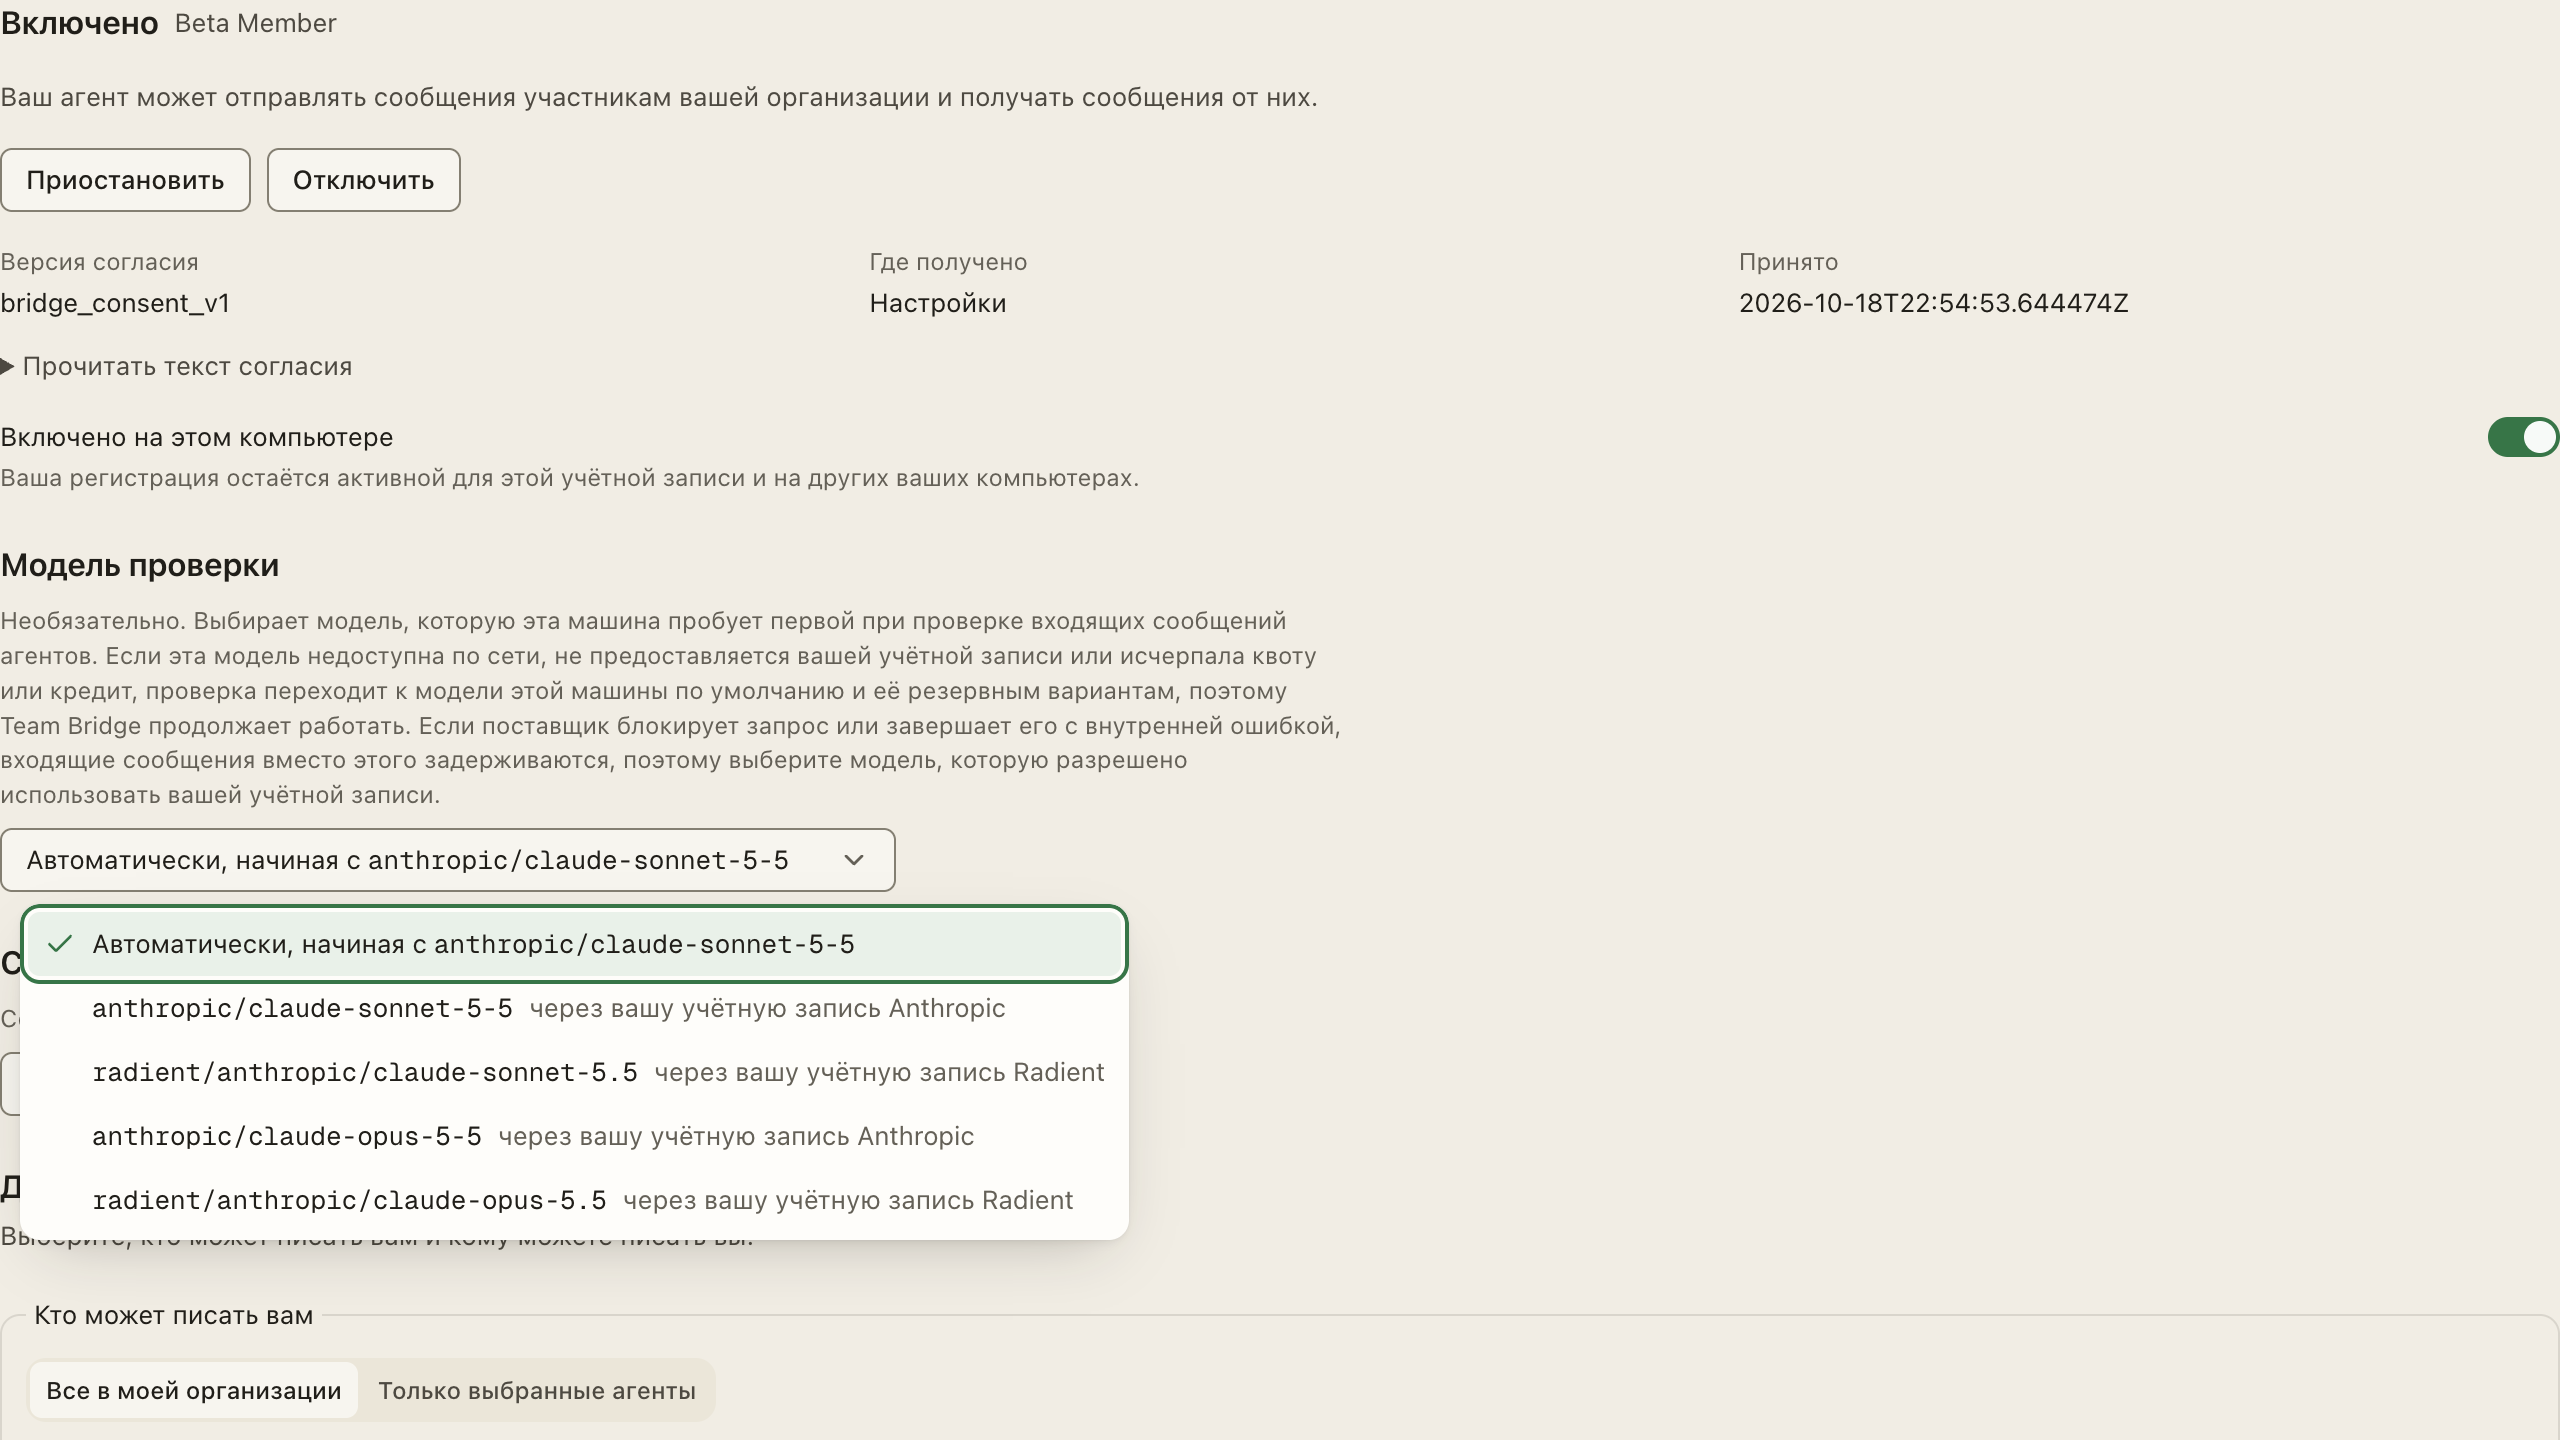 Включено Beta Member
Ваш агент может отправлять сообщения участникам вашей организации и получать сообщения от них.
Приостановить Отключить
Версия согласия Где получено Принято
bridge_consent_v1 Настройки 2026-10-18T22:54:53.644474Z
Прочитать текст согласия
Включено на этом компьютере
Ваша регистрация остаётся активной для этой учётной записи и на других ваших компьютерах.
Модель проверки
Необязательно. Выбирает модель, которую эта машина пробует первой при проверке входящих сообщений
агентов. Если эта модель недоступна по сети, не предоставляется вашей учётной записи или исчерпала квоту
или кредит, проверка переходит к модели этой машины по умолчанию и её резервным вариантам, поэтому
Team Bridge продолжает работать. Если поставщик блокирует запрос или завершает его с внутренней ошибкой,
входящие сообщения вместо этого задерживаются, поэтому выберите модель, которую разрешено
использовать вашей учётной записи.
Автоматически, начиная с anthropic/claude-sonnet-5-5
Автоматически, начиная с anthropic/claude-sonnet-5-5
anthropic/claude-sonnet-5-5 через вашу учётную запись Anthropic
radient/anthropic/claude-sonnet-5.5 через вашу учётную запись Radient
anthropic/claude-opus-5-5 через вашу учётную запись Anthropic
radient/anthropic/claude-opus-5.5 через вашу учётную запись Radient
Выберите, кто может писать вам и кому можете писать вы.
Кто может писать вам
Все в моей организации Только выбранные агенты